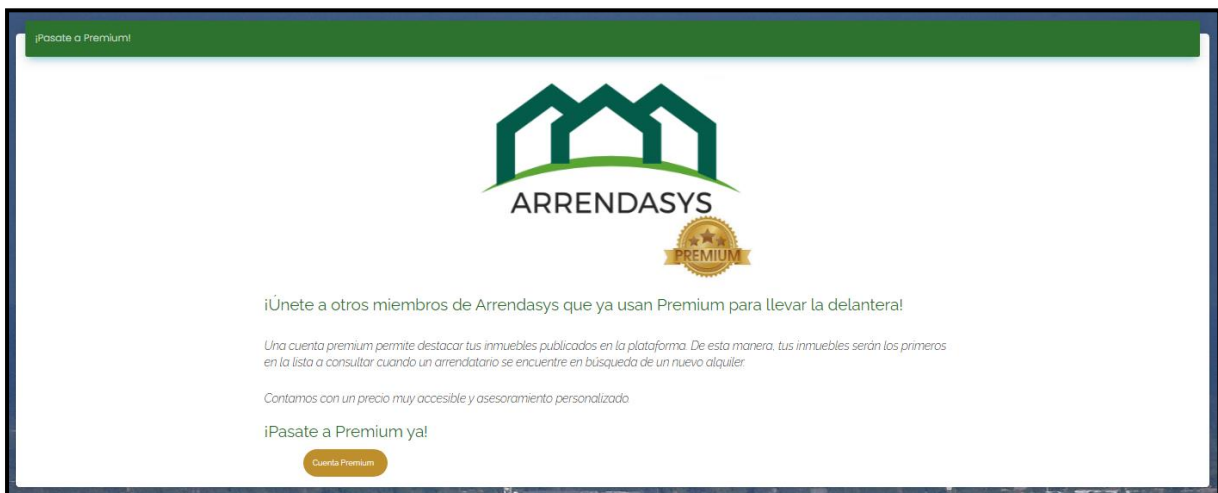 ¡Pasate a Premium!
ARRENDASYS
PREMIUM
¡Únete a otros miembros de Arrendasys que ya usan Premium para llevar la delantera!
Una cuenta premium permite destacar tus inmuebles publicados en la plataforma. De esta manera, tus inmuebles serán los primeros
en la lista a consultar cuando un arrendatario se encuentre en búsqueda de un nuevo alquiler.
Contamos con un precio muy accesible y asesoramiento personalizado.
¡Pasate a Premium ya!
Cuenta Premium